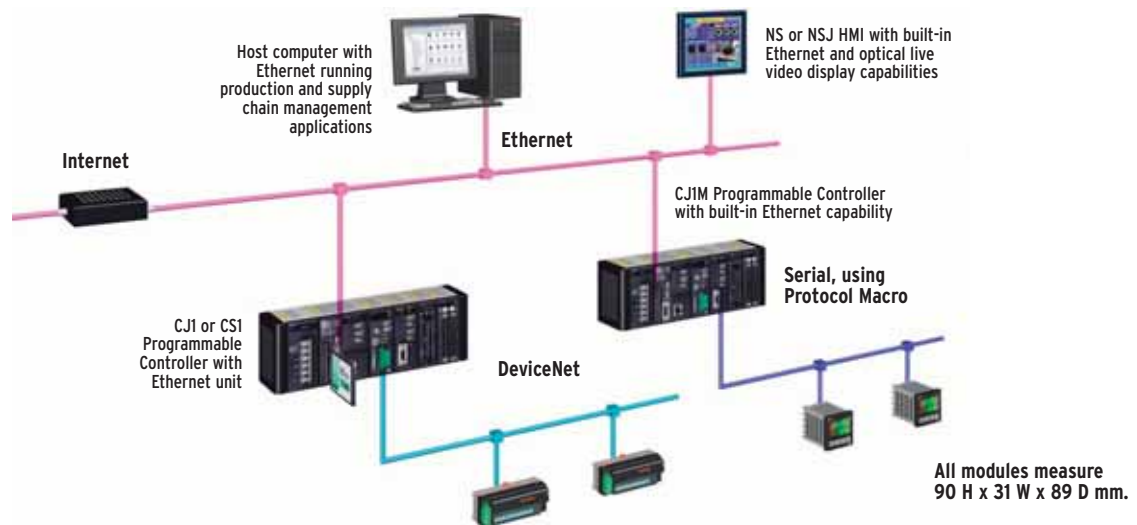 Host computer with
Ethernet running
production and supply
chain management
applications
NS or NSJ HMI with built-in
Ethernet and optical live
video display capabilities
Internet
Ethernet
CJ1M Programmable Controller
with built-in Ethernet capability
Serial, using
Protocol Macro
CJ1 or CS1
Programmable
Controller with
Ethernet unit
DeviceNet
All modules measure
90 H x 31 W x 89 D mm.